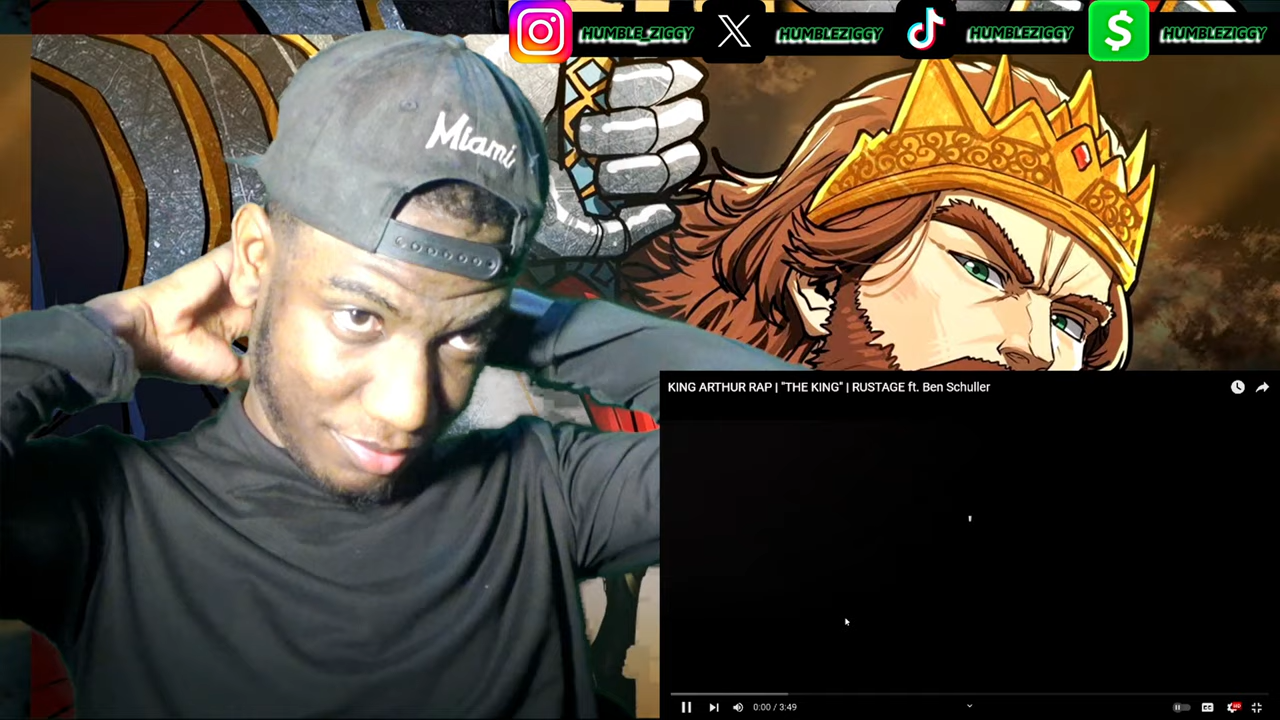 HUMBLE_ZIGGY
HUMBLEZIGGY
HUMBLEZIGGY
HUMBLEZIGGY
Miami
KING ARTHUR RAP | "THE KING" | RUSTAGE ft. Ben Schuller
0:00 / 3:49